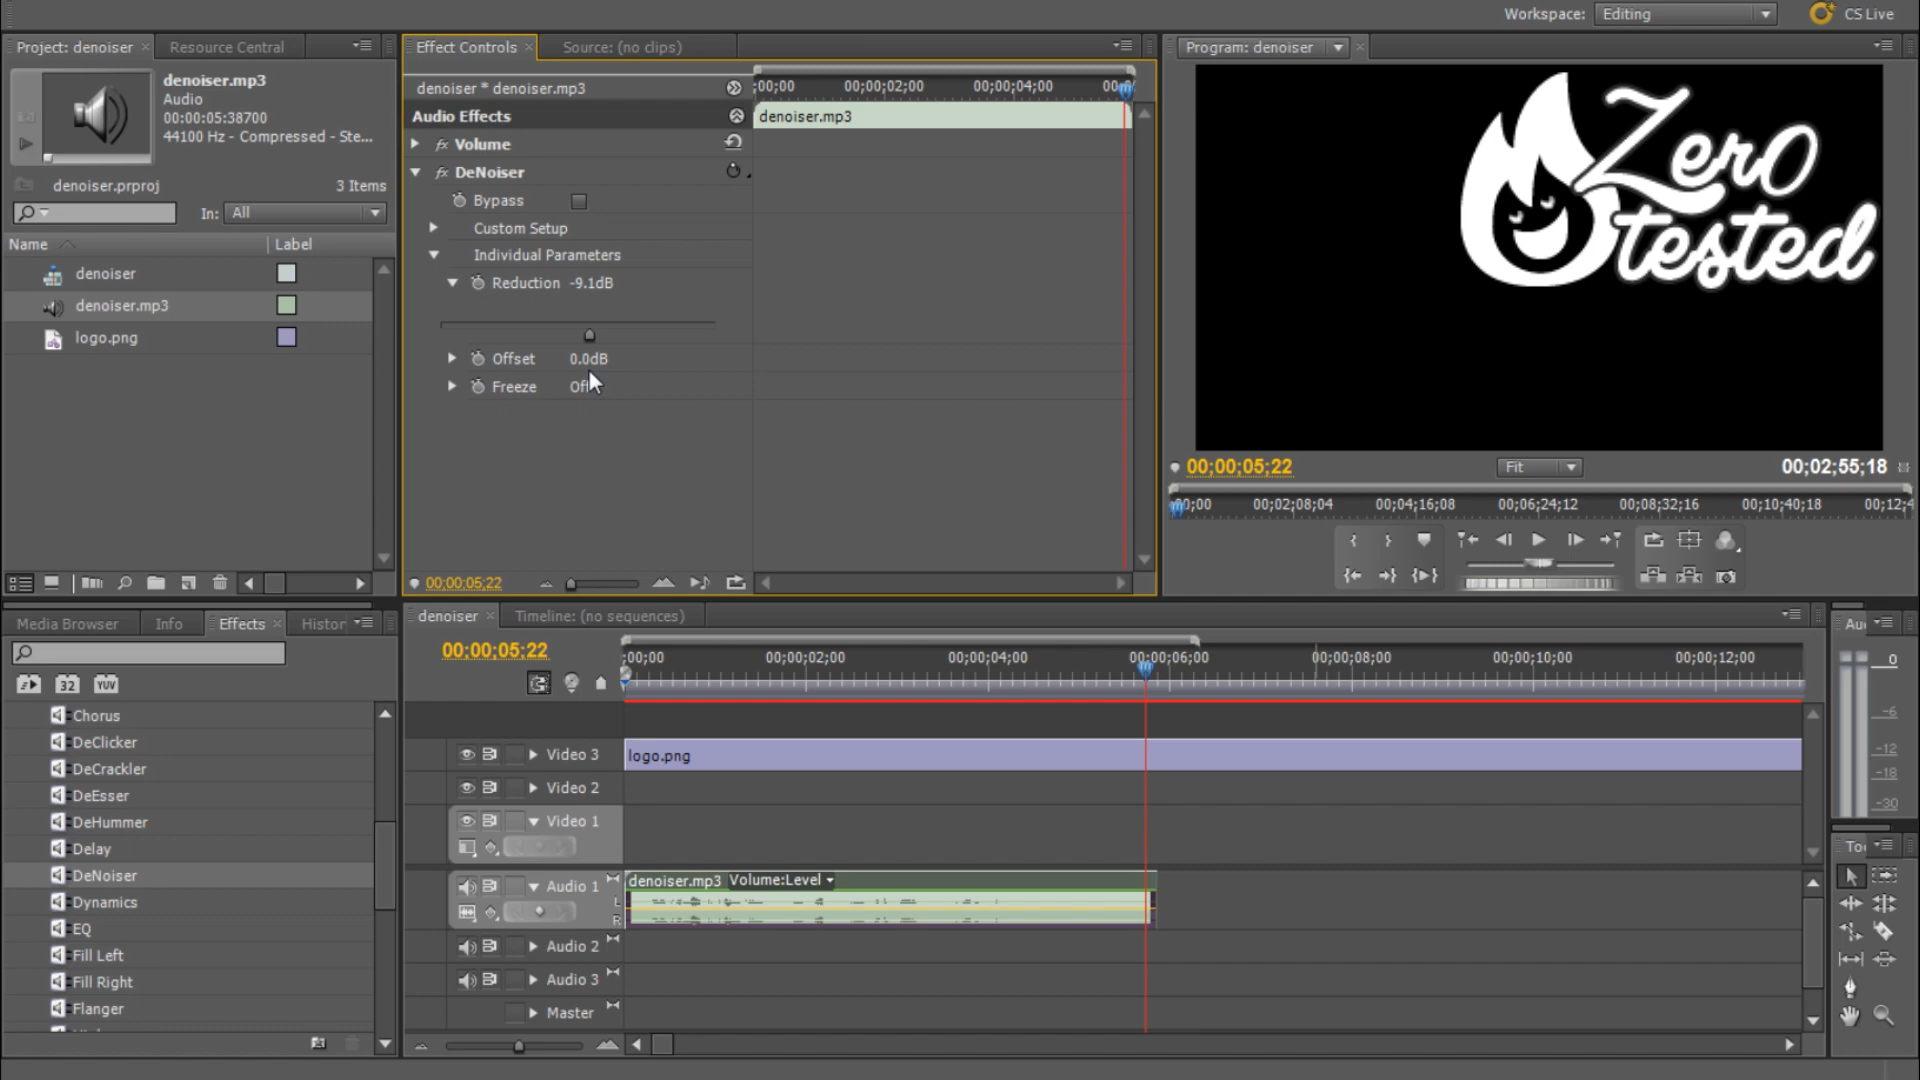 Workspace: Editing CS Live
Project: denoiser Resource Central
denoiser.mp3
Audio
00:00:05:38700
44100 Hz - Compressed - Ste...
denoiser.prproj 3 Items
In: All
Name Label
denoiser
denoiser.mp3
logo.png
Effect Controls Source: (no clips)
denoiser * denoiser.mp3
;00;00 00;00;02;00 00;00;04;00
Audio Effects denoiser.mp3
fx Volume
fx DeNoiser
Bypass
Custom Setup
Individual Parameters
Reduction -9.1dB
Offset 0.0dB
Freeze Off
00;00;05;22
Program: denoiser
Zer0
tested
00;00;05;22 Fit 00;02;55;18
00;02;08;04 00;04;16;08 00;06;24;12 00;08;32;16 00;10;40;18 00;12;4
Media Browser Info Effects Histor
32 YUV
Chorus
DeClicker
DeCrackler
DeEsser
DeHummer
Delay
DeNoiser
Dynamics
EQ
Fill Left
Fill Right
Flanger
denoiser Timeline: (no sequences)
00;00;05;22
;00;00 00;00;02;00 00;00;04;00 00;00;06;00 00;00;08;00 00;00;10;00 00;00;12;00
Video 3 logo.png
Video 2
Video 1
Audio 1 denoiser.mp3 Volume:Level
L
R
Audio 2
Audio 3
Master
Au
0
-6
-12
-18
-30
To